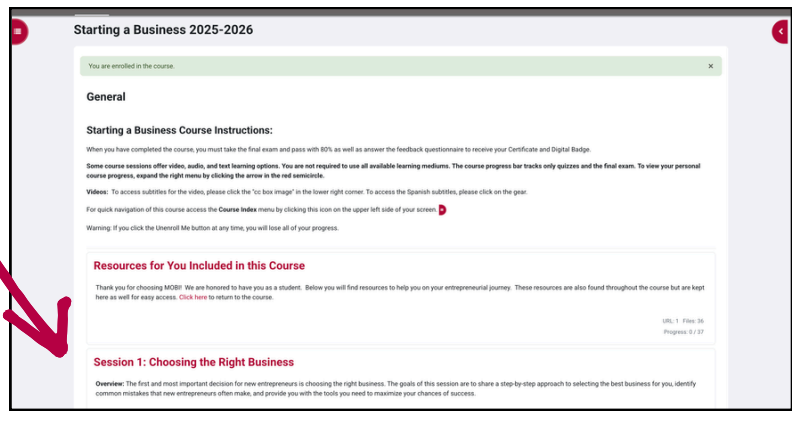 Starting a Business 2025-2026
You are enrolled in the course.
×
General
Starting a Business Course Instructions:
When you have completed the course, you must take the final exam and pass with 80% as well as answer the feedback questionnaire to receive your Certificate and Digital Badge.
Some course sessions offer video, audio, and text learning options. You are not required to use all available learning mediums. The course progress bar tracks only quizzes and the final exam. To view your personal
course progress, expand the right menu by clicking the arrow in the red semicircle.
Videos: To access subtitles for the video, please click the "cc box image" in the lower right corner. To access the Spanish subtitles, please click on the gear.
For quick navigation of this course access the Course Index menu by clicking this icon on the upper left side of your screen.
Warning: If you click the Unenroll Me button at any time, you will lose all of your progress.
Resources for You Included in this Course
Thank you for choosing MOBI! We are honored to have you as a student. Below you will find resources to help you on your entrepreneurial journey. These resources are also found throughout the course but are kept
here as well for easy access. Click here to return to the course.
URL: 1 Files: 36
Progress: 0 / 37
Session 1: Choosing the Right Business
Overview: The first and most important decision for new entrepreneurs is choosing the right business. The goals of this session are to share a step-by-step approach to selecting the best business for you, identify
common mistakes that new entrepreneurs often make, and provide you with the tools you need to maximize your chances of success.